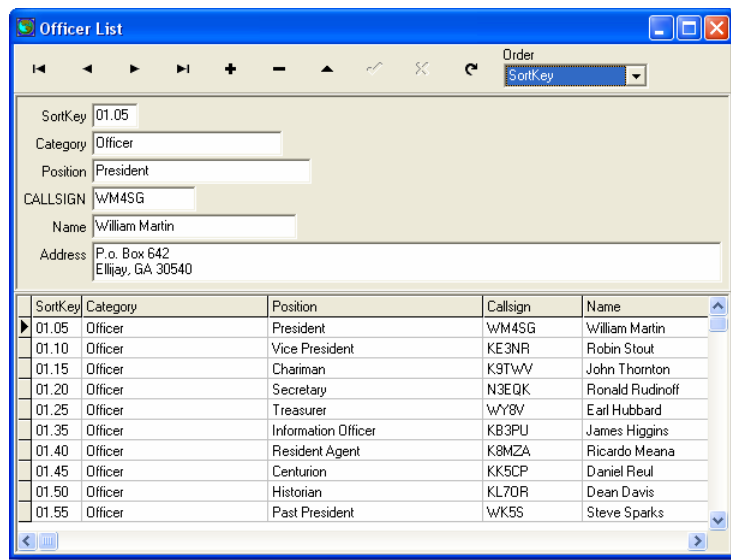 Officer List
Order
SortKey
SortKey 01.05
Category Officer
Position President
CALLSIGN WM4SG
Name William Martin
Address P.o. Box 642
Ellijay, GA 30540
SortKey Category Position Callsign Name
01.05 Officer President WM4SG William Martin
01.10 Officer Vice President KE3NR Robin Stout
01.15 Officer Chariman K9TWV John Thornton
01.20 Officer Secretary N3EQK Ronald Rudinoff
01.25 Officer Treasurer WY8V Earl Hubbard
01.35 Officer Information Officer KB3PU James Higgins
01.40 Officer Resident Agent K8MZA Ricardo Meana
01.45 Officer Centurion KK5CP Daniel Reul
01.50 Officer Historian KL7OR Dean Davis
01.55 Officer Past President WK5S Steve Sparks